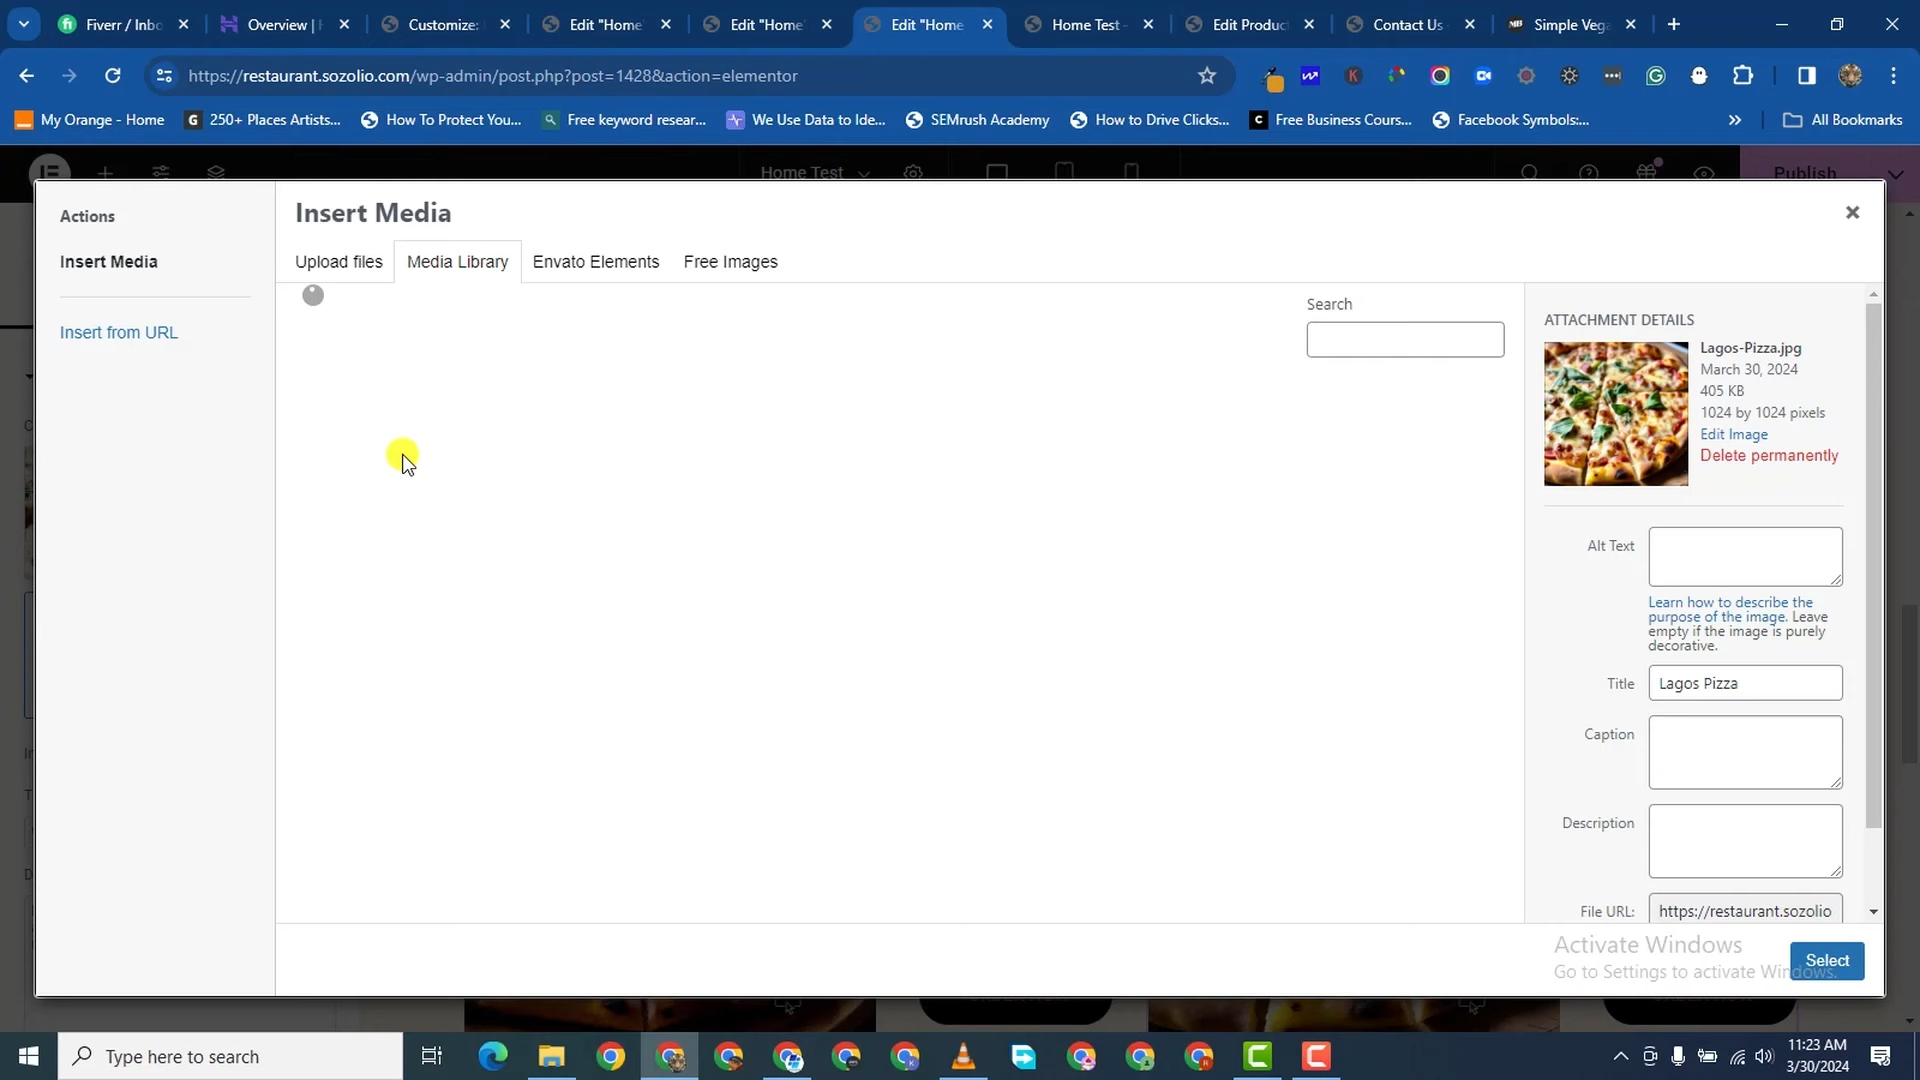 Fiverr / Inbo
Overview |
Customize:
Edit "Home
Edit "Home
Edit "Home
Home Test -
Edit Produc
Contact Us
Simple Vega
https://restaurant.sozolio.com/wp-admin/post.php?post=1428&action=elementor
My Orange - Home
250+ Places Artists...
How To Protect You...
Free keyword resear...
We Use Data to Ide...
SEMrush Academy
How to Drive Clicks...
Free Business Cours...
Facebook Symbols:...
All Bookmarks
Home Test
Publish
Actions
Insert Media
Insert from URL
Insert Media
Upload files
Media Library
Envato Elements
Free Images
Search
ATTACHMENT DETAILS
Lagos-Pizza.jpg
March 30, 2024
405 KB
1024 by 1024 pixels
Edit Image
Delete permanently
Alt Text
Learn how to describe the
purpose of the image. Leave
empty if the image is purely
decorative.
Title
Lagos Pizza
Caption
Description
File URL:
https://restaurant.sozolio
Activate Windows
Go to Settings to activate Windows.
Select
Type here to search
11:23 AM
3/30/2024